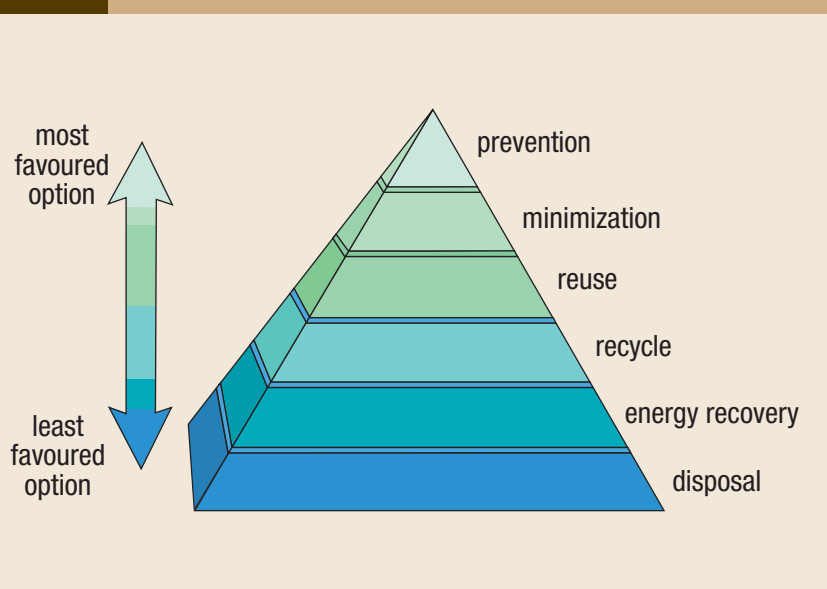 most
favoured
option
prevention
minimization
reuse
recycle
energy recovery
least
favoured
option
disposal